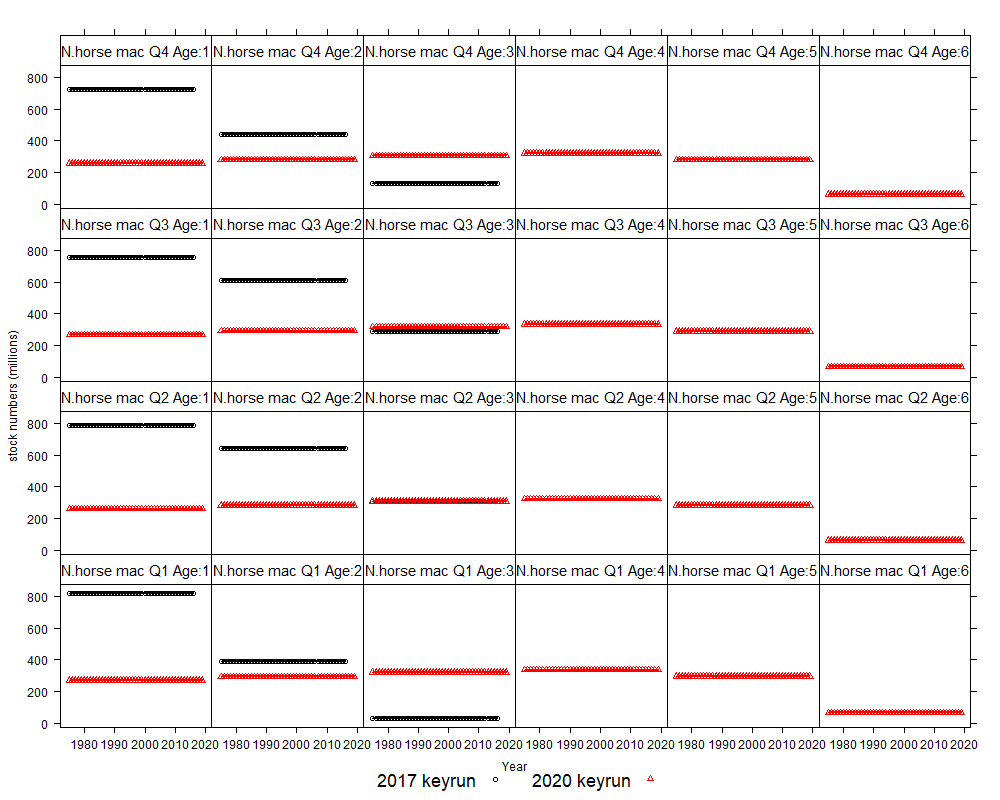 N.horse mac Q4 Age:1 N.horse mac Q4 Age:2 N.horse mac Q4 Age:3 N.horse mac Q4 Age:4 N.horse mac Q4 Age:5 N.horse mac Q4 Age:6
800
600
400
200
0
N.horse mac Q3 Age:1 N.horse mac Q3 Age:2 N.horse mac Q3 Age:3 N.horse mac Q3 Age:4 N.horse mac Q3 Age:5 N.horse mac Q3 Age:6
800
600
400
200
0
N.horse mac Q2 Age:1 N.horse mac Q2 Age:2 N.horse mac Q2 Age:3 N.horse mac Q2 Age:4 N.horse mac Q2 Age:5 N.horse mac Q2 Age:6
800
600
400
200
0
N.horse mac Q1 Age:1 N.horse mac Q1 Age:2 N.horse mac Q1 Age:3 N.horse mac Q1 Age:4 N.horse mac Q1 Age:5 N.horse mac Q1 Age:6
800
600
400
200
0
stock numbers (millions)
1980 1990 2000 2010 2020 1980 1990 2000 2010 2020 1980 1990 2000 2010 2020 1980 1990 2000 2010 2020 1980 1990 2000 2010 2020 1980 1990 2000 2010 2020
Year
2017 keyrun 2020 keyrun